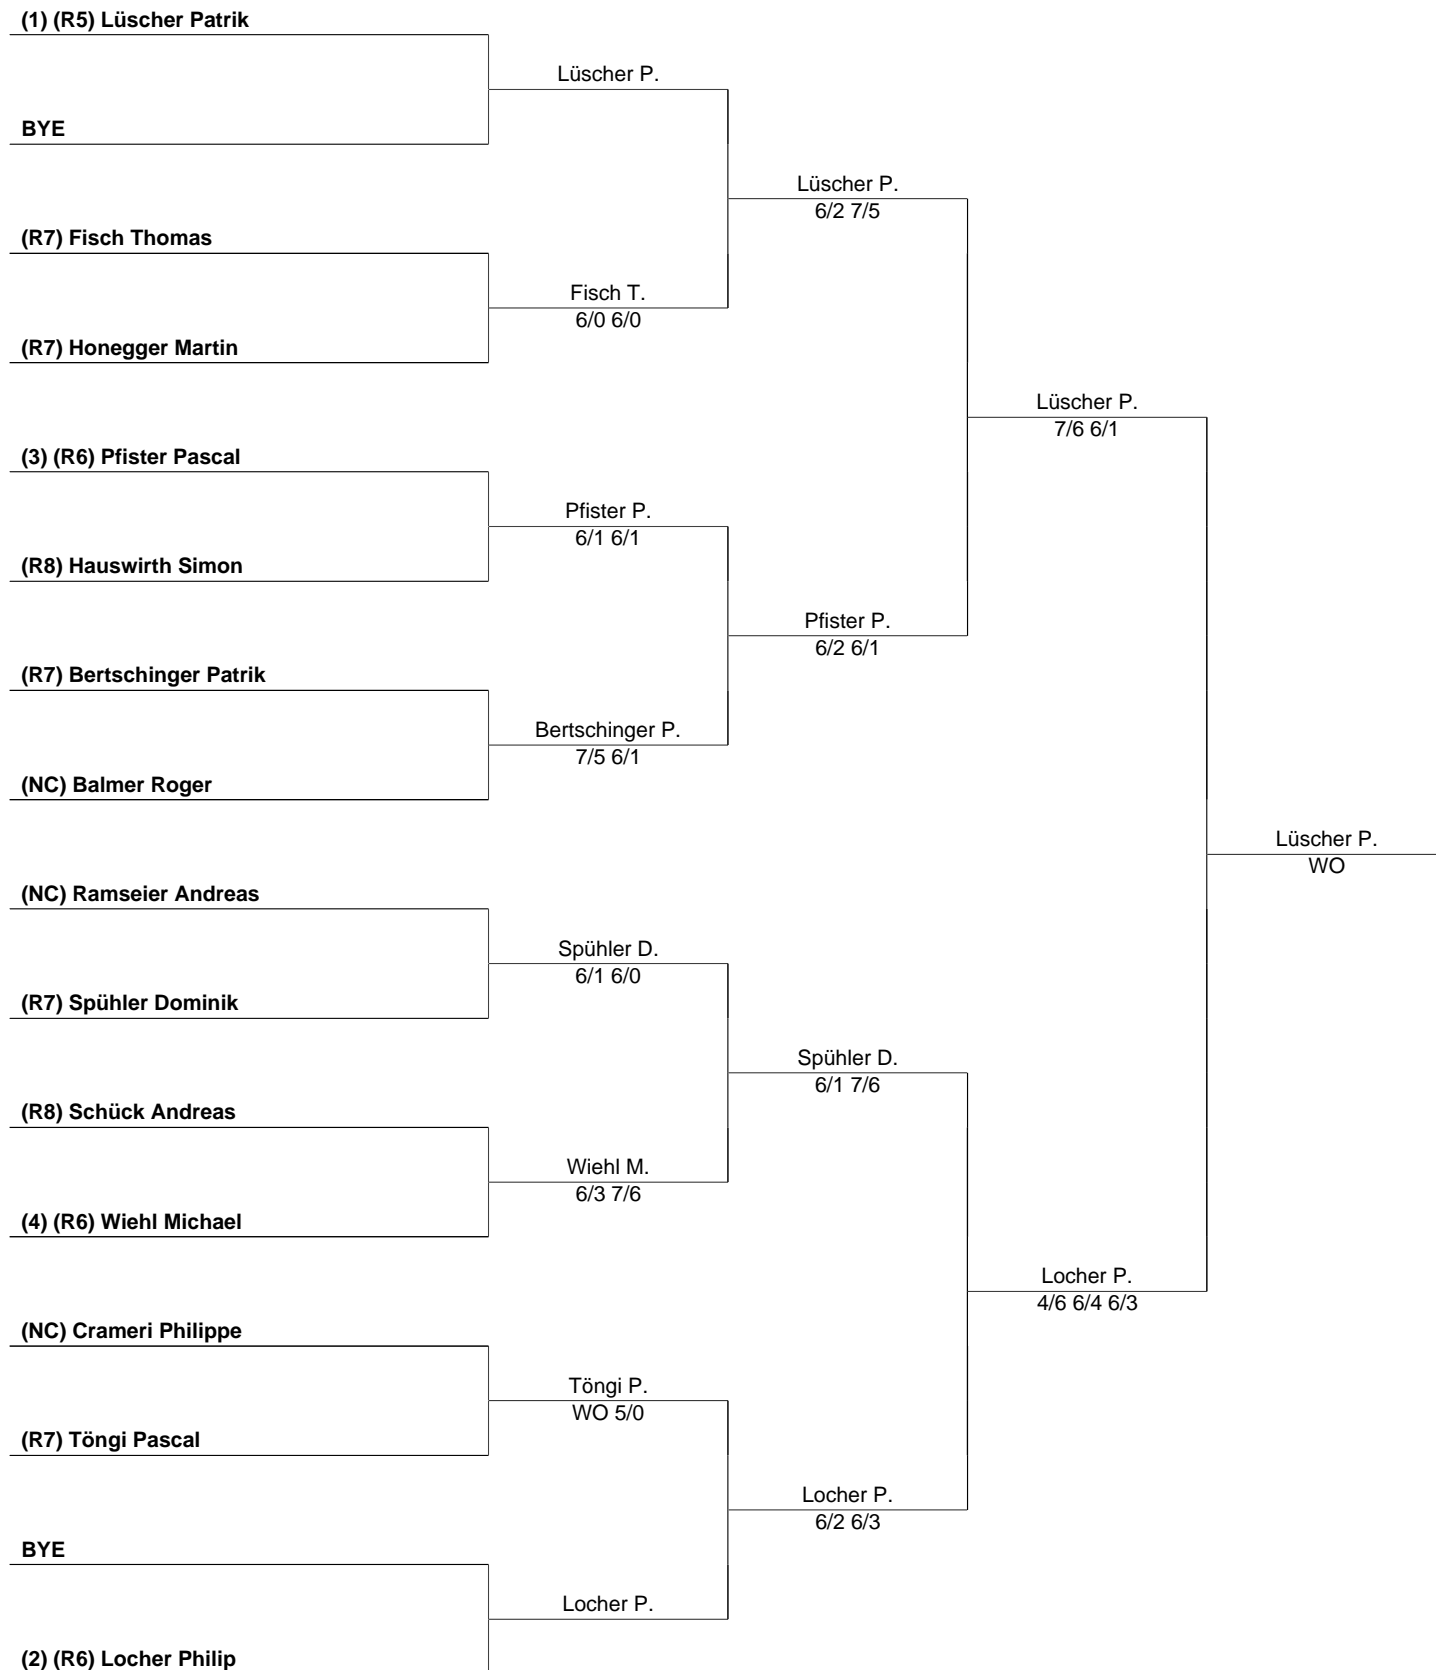 (1) (R5) Lüscher Patrik
Lüscher P.
BYE
Lüscher P.
6/2 7/5
(R7) Fisch Thomas
Fisch T.
6/0 6/0
(R7) Honegger Martin
Lüscher P.
7/6 6/1
(3) (R6) Pfister Pascal
Pfister P.
6/1 6/1
(R8) Hauswirth Simon
Pfister P.
6/2 6/1
(R7) Bertschinger Patrik
Bertschinger P.
7/5 6/1
(NC) Balmer Roger
Lüscher P.
WO
(NC) Ramseier Andreas
Spühler D.
6/1 6/0
(R7) Spühler Dominik
Spühler D.
6/1 7/6
(R8) Schück Andreas
Wiehl M.
6/3 7/6
(4) (R6) Wiehl Michael
Locher P.
4/6 6/4 6/3
(NC) Crameri Philippe
Töngi P.
WO 5/0
(R7) Töngi Pascal
Locher P.
6/2 6/3
BYE
Locher P.
(2) (R6) Locher Philip